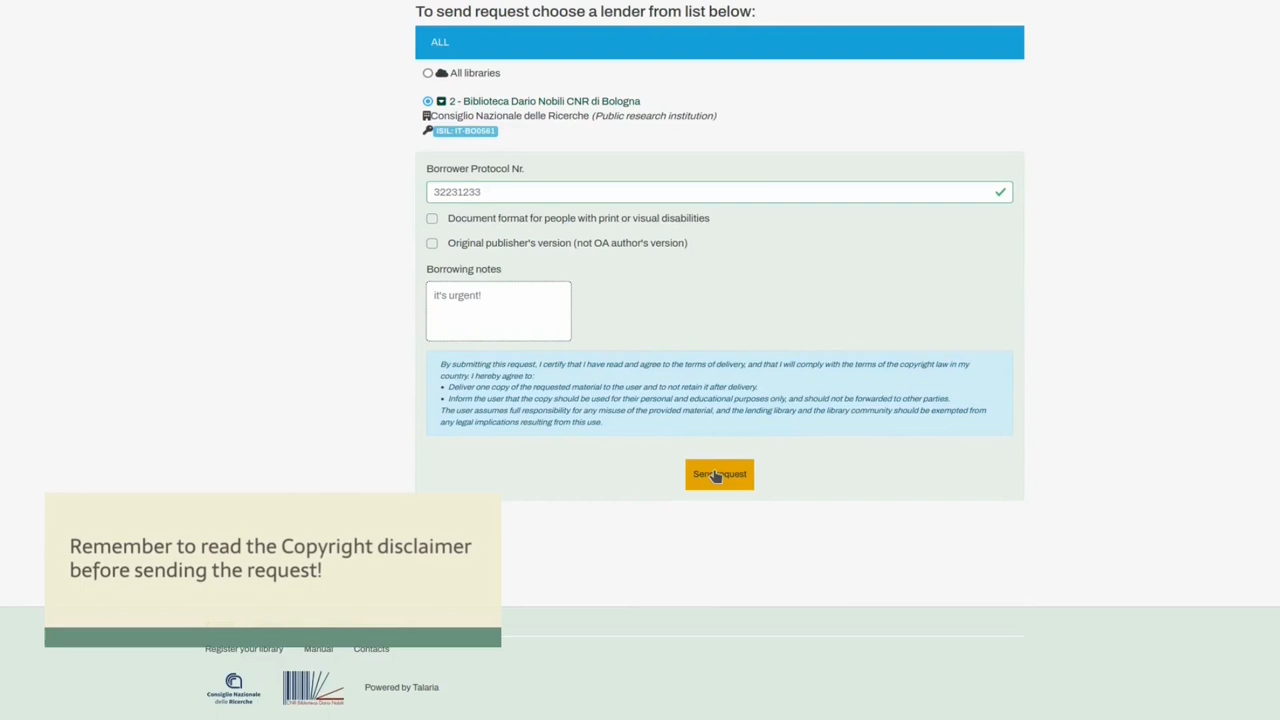 To send request choose a lender from list below:
ALL
All libraries
2 - Biblioteca Dario Nobili CNR di Bologna
Consiglio Nazionale delle Ricerche (Public research institution)
ISIL: IT-BO0561
Borrower Protocol Nr.
32231233
Document format for people with print or visual disabilities
Original publisher's version (not OA author's version)
Borrowing notes
it's urgent!
By submitting this request, I certify that I have read and agree to the terms of delivery, and that I will comply with the terms of the copyright law in my
country. I hereby agree to:
• Deliver one copy of the requested material to the user and to not retain it after delivery.
• Inform the user that the copy should be used for their personal and educational purposes only, and should not be forwarded to other parties.
The user assumes full responsibility for any misuse of the provided material, and the lending library and the library community should be exempted from
any legal implications resulting from this use.
Send request
Remember to read the Copyright disclaimer
before sending the request!
Register your library Manual Contacts
Consiglio Nazionale
delle Ricerche
CNR Biblioteca Dario Nobili
Powered by Talaria